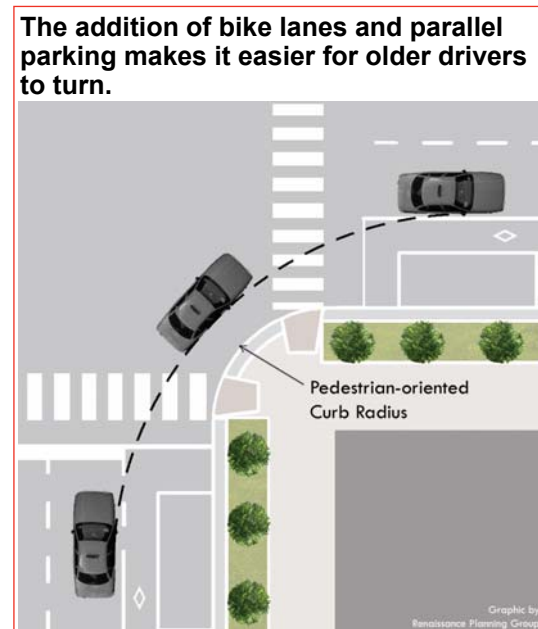 The addition of bike lanes and parallel
parking makes it easier for older drivers
to turn.
Pedestrian-oriented
Curb Radius
Graphic by
Renaissance Planning Group